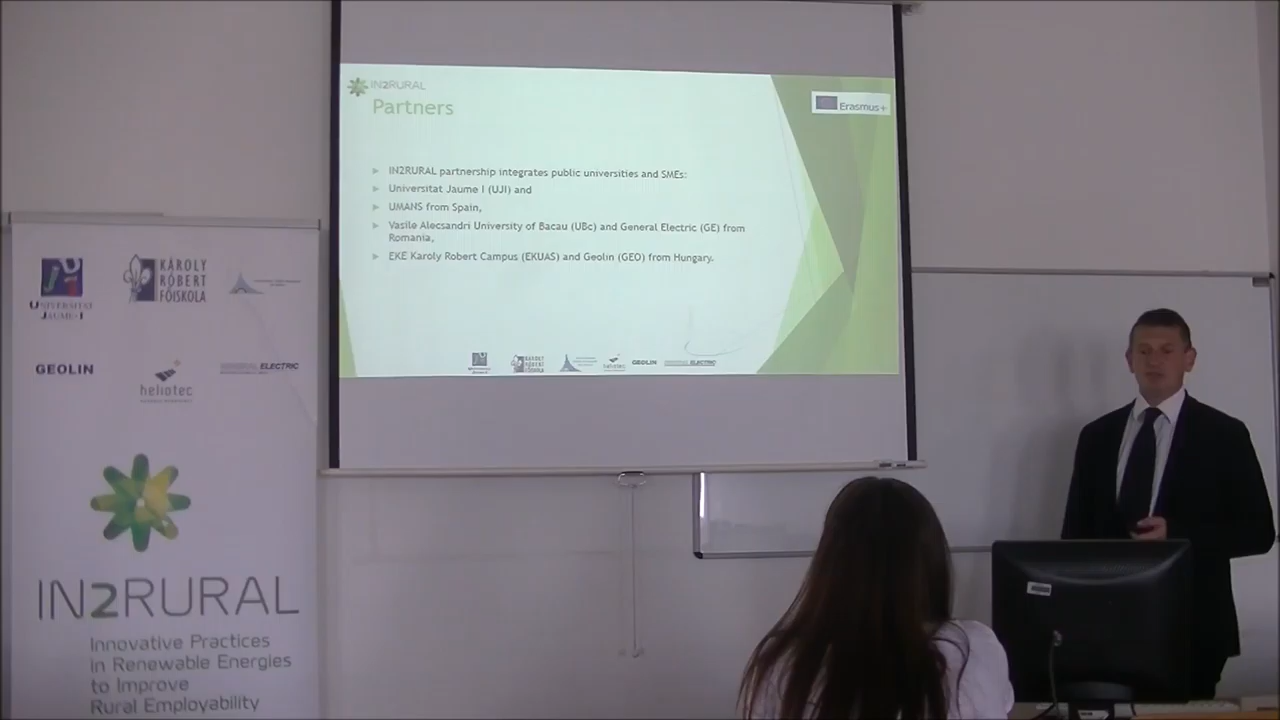 IN2RURAL
Partners
Erasmus+
IN2RURAL partnership integrates public universities and SMEs:
Universitat Jaume I (UJI) and
UMANS from Spain,
Vasile Alecsandri University of Bacau (UBc) and General Electric (GE) from
Romania,
EKE Karoly Robert Campus (EKUAS) and Geolin (GEO) from Hungary.
KÁROLY
RÓBERT
FŐISKOLA
GEOLIN
ELECTRIC
UNIVERSITAT
JAUME·I
KÁROLY
RÓBERT
FŐISKOLA
GEOLIN
heliotec
ELECTRIC
IN2RURAL
Innovative Practices
in Renewable Energies
to Improve
Rural Employability